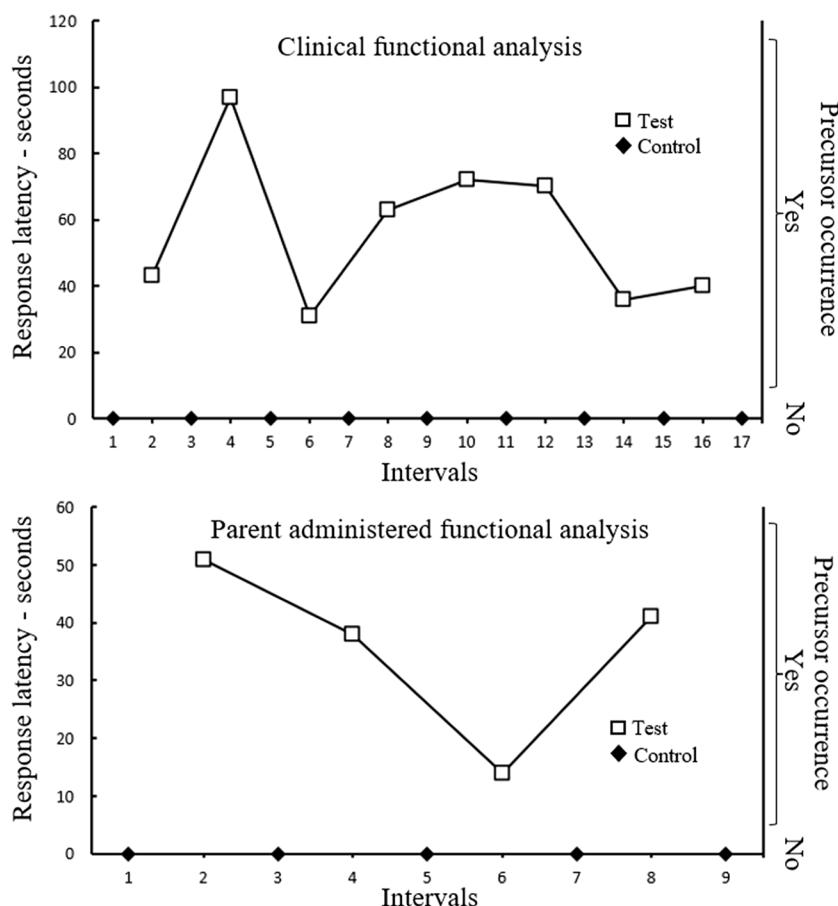 Clinical functional analysis
120
100
80
60
40
20
0
Response latency - seconds
Test
Control
Precursor occurrence
Yes
No
1 2 3 4 5 6 7 8 9 10 11 12 13 14 15 16 17
Intervals
Parent administered functional analysis
60
50
40
30
20
10
0
Response latency - seconds
Test
Control
Precursor occurrence
Yes
No
1 2 3 4 5 6 7 8 9
Intervals